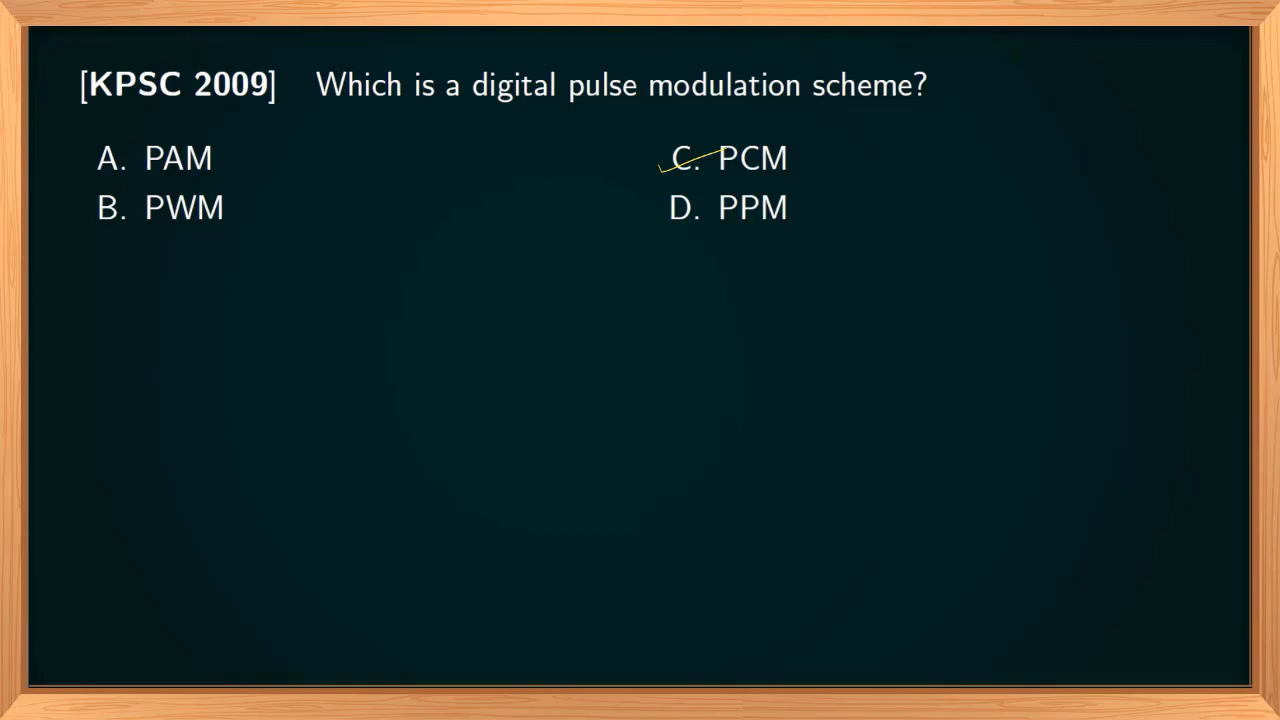 [KPSC 2009] Which is a digital pulse modulation scheme?
A. PAM
B. PWM
C. PCM
D. PPM